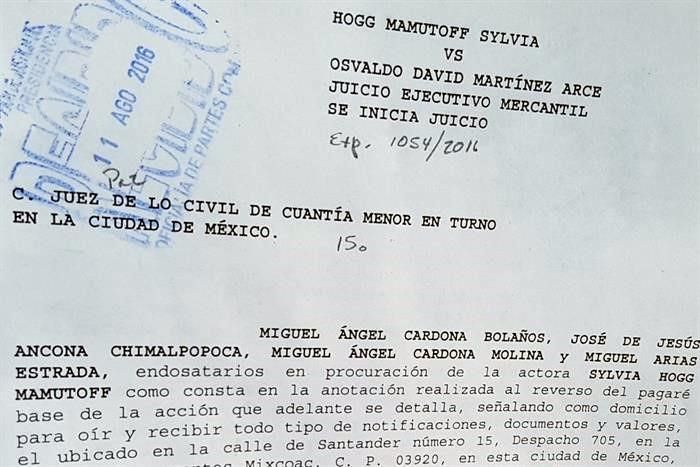 HOGG MAMUTOFF SYLVIA
VS
OSVALDO DAVID MARTÍNEZ ARCE
JUICIO EJECUTIVO MERCANTIL
SE INICIA JUICIO
Exp. 1054/2016
PRESIDENCIA
11 AGO 2016
OFICIALÍA DE PARTES COM
C. JUEZ DE LO CIVIL DE CUANTÍA MENOR EN TURNO
EN LA CIUDAD DE MÉXICO.
15o
MIGUEL ÁNGEL CARDONA BOLAÑOS, JOSÉ DE JESÚS
ANCONA CHIMALPOPOCA, MIGUEL ÁNGEL CARDONA MOLINA y MIGUEL ARIAS
ESTRADA, endosatarios en procuración de la actora SYLVIA HOGG
MAMUTOFF como consta en la anotación realizada al reverso del pagaré
base de la acción que adelante se detalla, señalando como domicilio
para oír y recibir todo tipo de notificaciones, documentos y valores,
el ubicado en la calle de Santander número 15, Despacho 705, en la
Mixcoac, C. P. 03920, en esta ciudad de México,